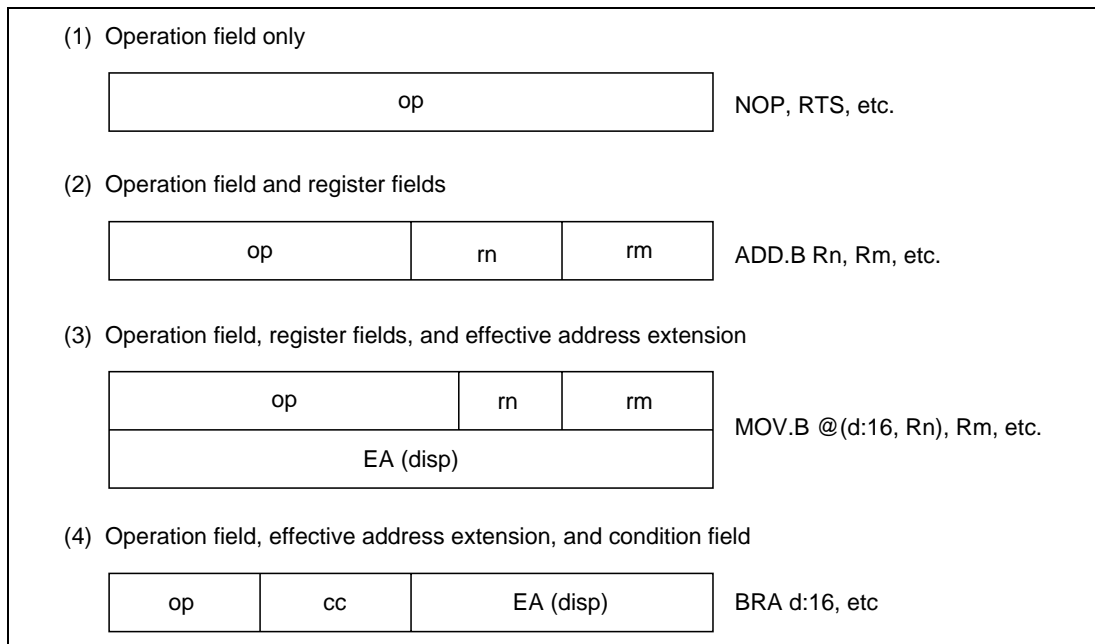 (1) Operation field only
op
NOP, RTS, etc.
(2) Operation field and register fields
op rn rm
ADD.B Rn, Rm, etc.
(3) Operation field, register fields, and effective address extension
op rn rm
MOV.B @(d:16, Rn), Rm, etc.
EA (disp)
(4) Operation field, effective address extension, and condition field
op cc EA (disp)
BRA d:16, etc